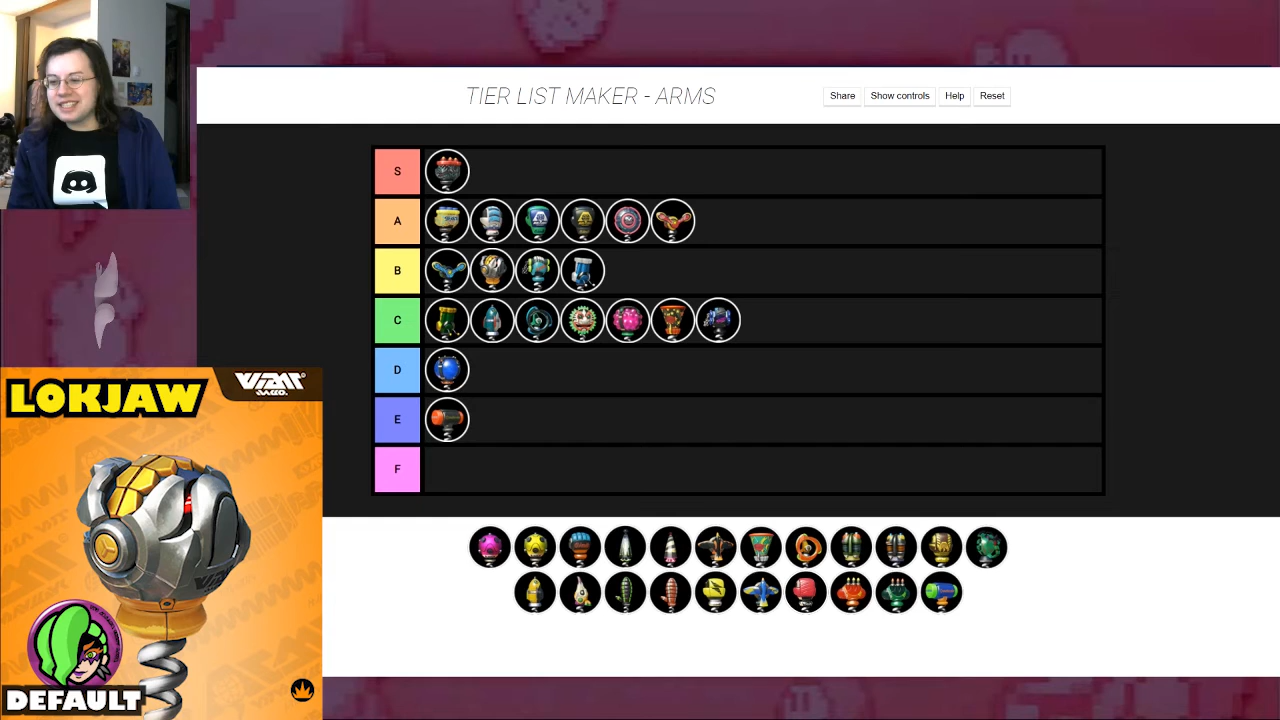 TIER LIST MAKER - ARMS
Share
Show controls
Help
Reset
S
A
B
C
D
E
F
LOKJAW
DEFAULT